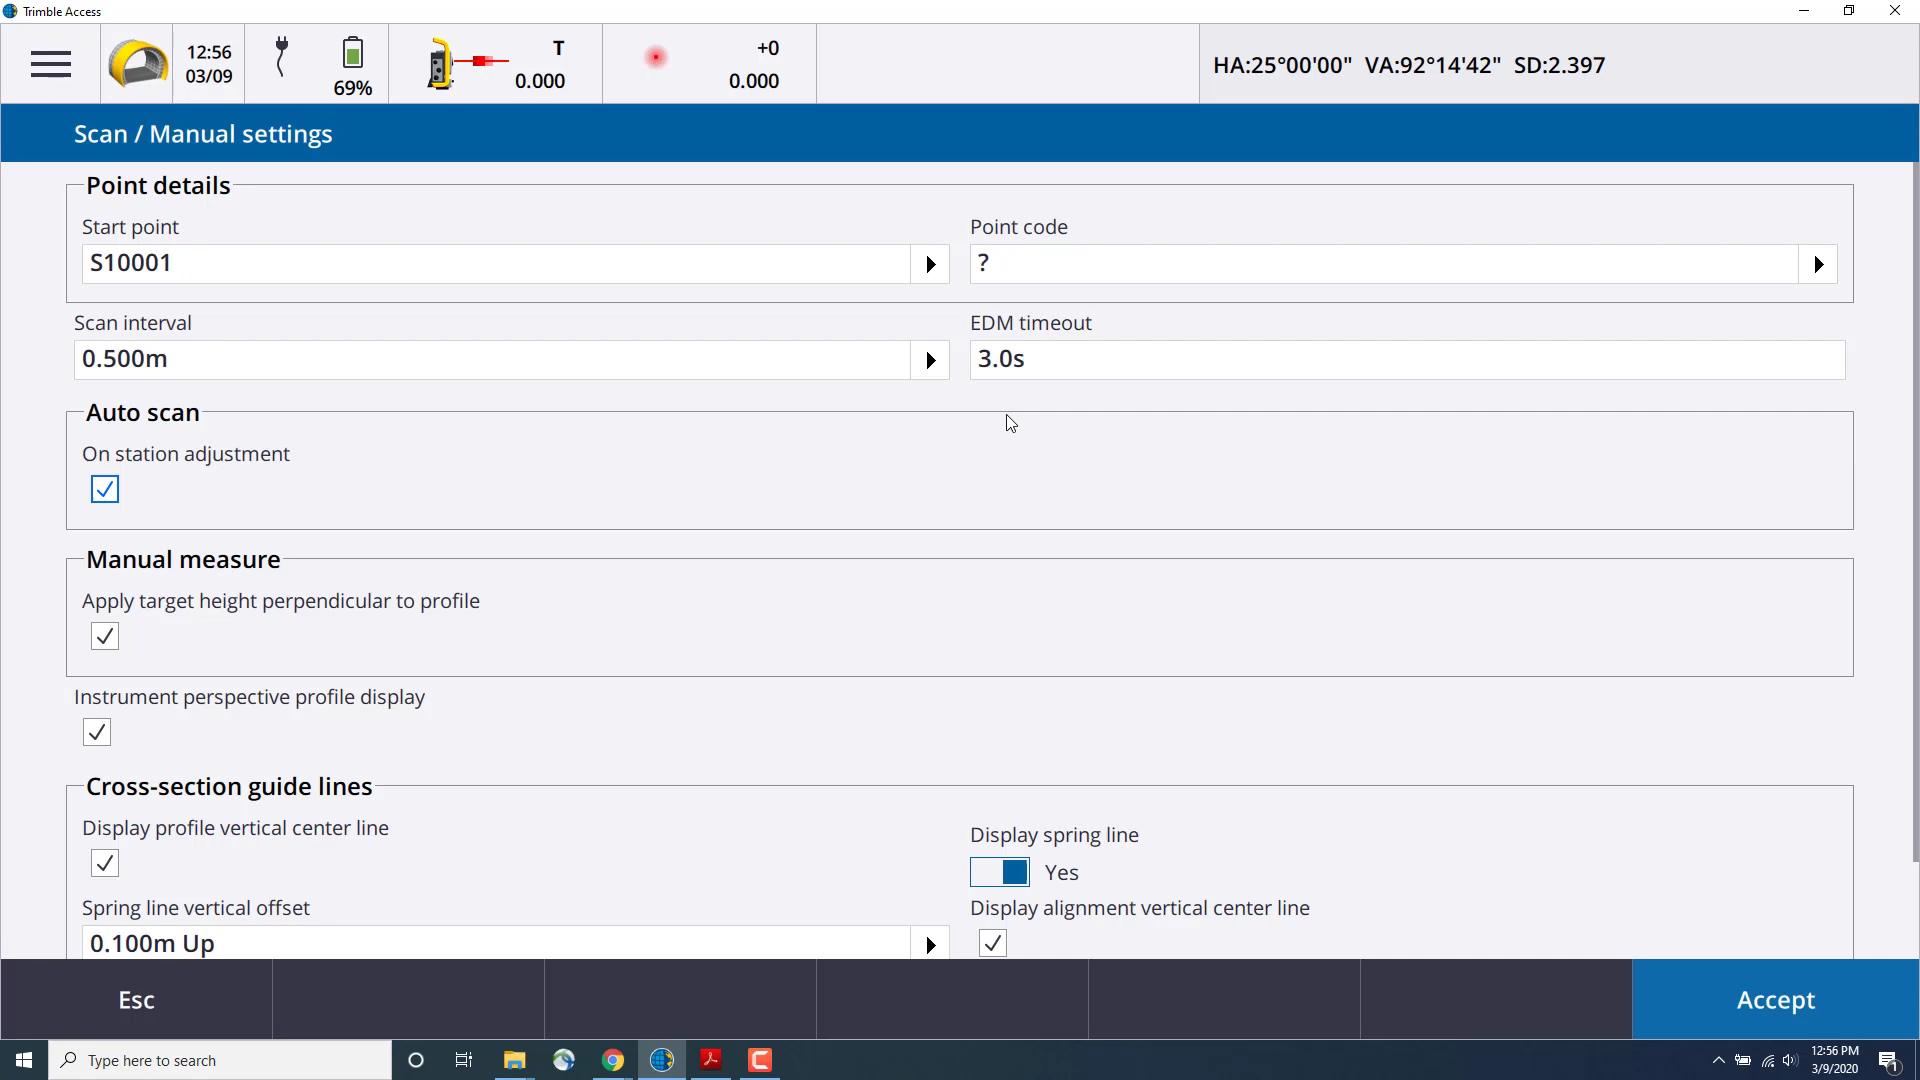 Trimble Access
12:56
03/09
69%
T
0.000
+0
0.000
HA:25°00'00" VA:92°14'42" SD:2.397
Scan / Manual settings
Point details
Start point
Point code
S10001
?
Scan interval
EDM timeout
0.500m
3.0s
Auto scan
On station adjustment
Manual measure
Apply target height perpendicular to profile
Instrument perspective profile display
Cross-section guide lines
Display profile vertical center line
Display spring line
Yes
Spring line vertical offset
Display alignment vertical center line
0.100m Up
Esc
Accept
Type here to search
12:56 PM
3/9/2020
1